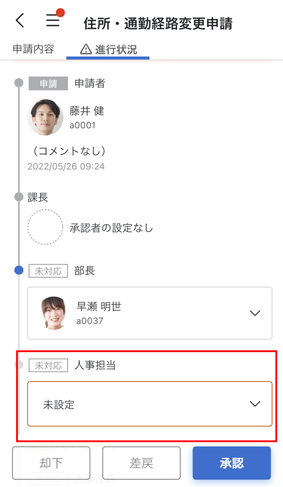 住所・通勤経路変更申請
申請内容
進行状況
申請 申請者
藤井 健
a0001
（コメントなし）
2022/05/26 09:24
課長
承認者の設定なし
未対応 部長
早瀬 明世
a0037
未対応 人事担当
未設定
却下 差戻 承認